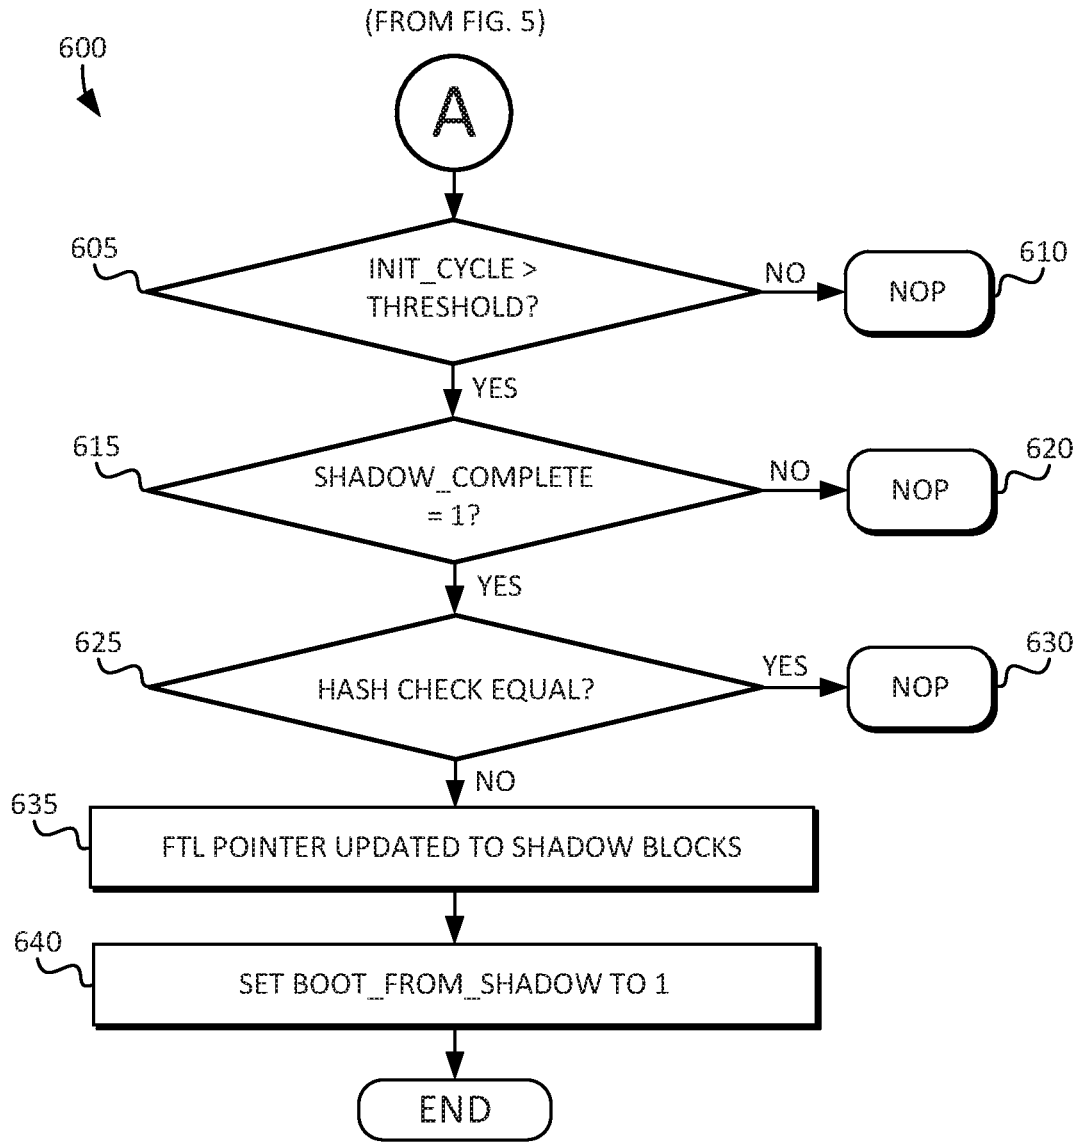 (FROM FIG. 5)
600
A
605
INIT_CYCLE >
THRESHOLD?
NO
NOP
610
YES
615
SHADOW_COMPLETE
= 1?
NO
NOP
620
YES
625
HASH CHECK EQUAL?
YES
NOP
630
NO
635
FTL POINTER UPDATED TO SHADOW BLOCKS
640
SET BOOT_FROM_SHADOW TO 1
END